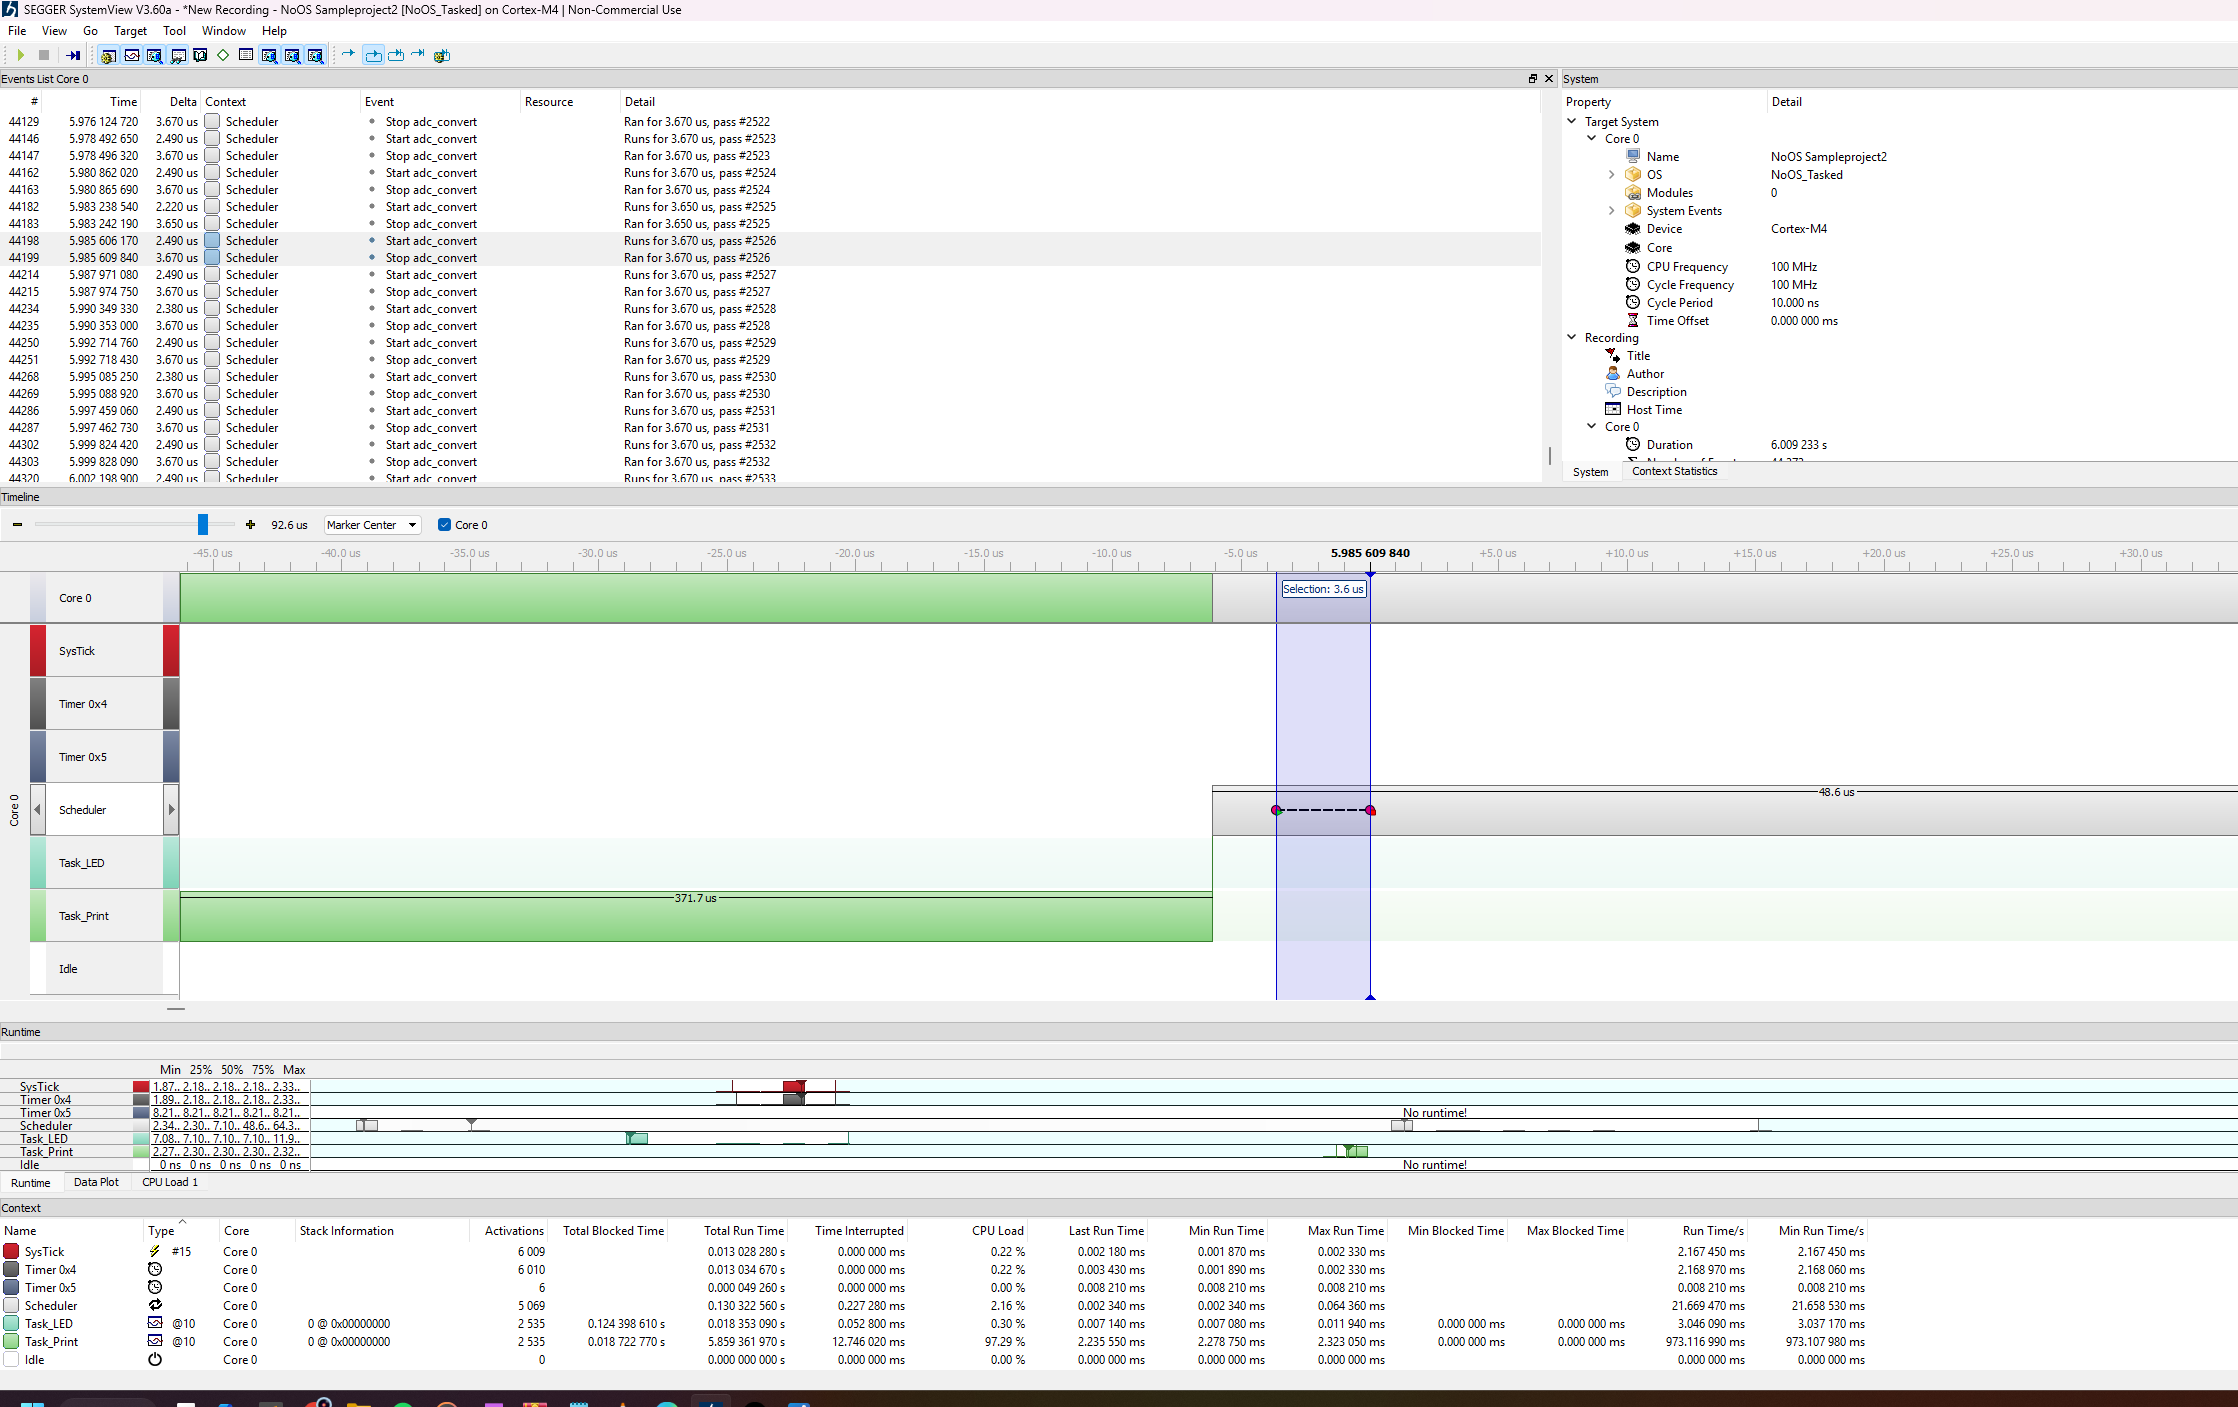 SEGGER SystemView V3.60a - *New Recording - NoOS Sampleproject2 [NoOS_Tasked] on Cortex-M4 | Non-Commercial Use
File View Go Target Tool Window Help
Events List Core 0
# Time Delta Context Event Resource Detail
44129 5.976 124 720 3.670 us Scheduler Stop adc_convert Ran for 3.670 us, pass #2522
44146 5.978 492 650 2.490 us Scheduler Start adc_convert Runs for 3.670 us, pass #2523
44147 5.978 496 320 3.670 us Scheduler Stop adc_convert Ran for 3.670 us, pass #2523
44162 5.980 862 020 2.490 us Scheduler Start adc_convert Runs for 3.670 us, pass #2524
44163 5.980 865 690 3.670 us Scheduler Stop adc_convert Ran for 3.670 us, pass #2524
44182 5.983 238 540 2.220 us Scheduler Start adc_convert Runs for 3.650 us, pass #2525
44183 5.983 242 190 3.650 us Scheduler Stop adc_convert Ran for 3.650 us, pass #2525
44198 5.985 606 170 2.490 us Scheduler Start adc_convert Runs for 3.670 us, pass #2526
44199 5.985 609 840 3.670 us Scheduler Stop adc_convert Ran for 3.670 us, pass #2526
44214 5.987 971 080 2.490 us Scheduler Start adc_convert Runs for 3.670 us, pass #2527
44215 5.987 974 750 3.670 us Scheduler Stop adc_convert Ran for 3.670 us, pass #2527
44234 5.990 349 330 2.380 us Scheduler Start adc_convert Runs for 3.670 us, pass #2528
44235 5.990 353 000 3.670 us Scheduler Stop adc_convert Ran for 3.670 us, pass #2528
44250 5.992 714 760 2.490 us Scheduler Start adc_convert Runs for 3.670 us, pass #2529
44251 5.992 718 430 3.670 us Scheduler Stop adc_convert Ran for 3.670 us, pass #2529
44268 5.995 085 250 2.380 us Scheduler Start adc_convert Runs for 3.670 us, pass #2530
44269 5.995 088 920 3.670 us Scheduler Stop adc_convert Ran for 3.670 us, pass #2530
44286 5.997 459 060 2.490 us Scheduler Start adc_convert Runs for 3.670 us, pass #2531
44287 5.997 462 730 3.670 us Scheduler Stop adc_convert Ran for 3.670 us, pass #2531
44302 5.999 824 420 2.490 us Scheduler Start adc_convert Runs for 3.670 us, pass #2532
44303 5.999 828 090 3.670 us Scheduler Stop adc_convert Ran for 3.670 us, pass #2532
44320 6.002 198 900 2.490 us Scheduler Start adc_convert Runs for 3.670 us, pass #2533
System
Property Detail
Target System
Core 0
Name NoOS Sampleproject2
OS NoOS_Tasked
Modules 0
System Events
Device Cortex-M4
Core
CPU Frequency 100 MHz
Cycle Frequency 100 MHz
Cycle Period 10.000 ns
Time Offset 0.000 000 ms
Recording
Title
Author
Description
Host Time
Core 0
Duration 6.009 233 s
System Context Statistics
Timeline
92.6 us Marker Center Core 0
-45.0 us -40.0 us -35.0 us -30.0 us -25.0 us -20.0 us -15.0 us -10.0 us -5.0 us 5.985 609 840 +5.0 us +10.0 us +15.0 us +20.0 us +25.0 us +30.0 us
Core 0 Selection: 3.6 us
Core 0
SysTick
Timer 0x4
Timer 0x5
Scheduler 48.6 us
Task_LED
Task_Print 371.7 us
Idle
Runtime
Min 25% 50% 75% Max
SysTick 1.87.. 2.18.. 2.18.. 2.18.. 2.33..
Timer 0x4 1.89.. 2.18.. 2.18.. 2.18.. 2.33..
Timer 0x5 8.21.. 8.21.. 8.21.. 8.21.. 8.21.. No runtime!
Scheduler 2.34.. 2.30.. 7.10.. 48.6.. 64.3..
Task_LED 7.08.. 7.10.. 7.10.. 7.10.. 11.9..
Task_Print 2.27.. 2.30.. 2.30.. 2.30.. 2.32..
Idle 0 ns 0 ns 0 ns 0 ns 0 ns No runtime!
Runtime Data Plot CPU Load 1
Context
Name Type Core Stack Information Activations Total Blocked Time Total Run Time Time Interrupted CPU Load Last Run Time Min Run Time Max Run Time Min Blocked Time Max Blocked Time Run Time/s Min Run Time/s
SysTick #15 Core 0 6 009 0.013 028 280 s 0.000 000 ms 0.22 % 0.002 180 ms 0.001 870 ms 0.002 330 ms 2.167 450 ms 2.167 450 ms
Timer 0x4 Core 0 6 010 0.013 034 670 s 0.000 000 ms 0.22 % 0.003 430 ms 0.001 890 ms 0.002 330 ms 2.168 970 ms 2.168 060 ms
Timer 0x5 Core 0 6 0.000 049 260 s 0.000 000 ms 0.00 % 0.008 210 ms 0.008 210 ms 0.008 210 ms 0.008 210 ms 0.008 210 ms
Scheduler Core 0 5 069 0.130 322 560 s 0.227 280 ms 2.16 % 0.002 340 ms 0.002 340 ms 0.064 360 ms 21.669 470 ms 21.658 530 ms
Task_LED @10 Core 0 0 @ 0x00000000 2 535 0.124 398 610 s 0.018 353 090 s 0.052 800 ms 0.30 % 0.007 140 ms 0.007 080 ms 0.011 940 ms 0.000 000 ms 0.000 000 ms 3.046 090 ms 3.037 170 ms
Task_Print @10 Core 0 0 @ 0x00000000 2 535 0.018 722 770 s 5.859 361 970 s 12.746 020 ms 97.29 % 2.235 550 ms 2.278 750 ms 2.323 050 ms 0.000 000 ms 0.000 000 ms 973.116 990 ms 973.107 980 ms
Idle Core 0 0 0.000 000 000 s 0.000 000 ms 0.00 % 0.000 000 ms 0.000 000 ms 0.000 000 ms 0.000 000 ms 0.000 000 ms